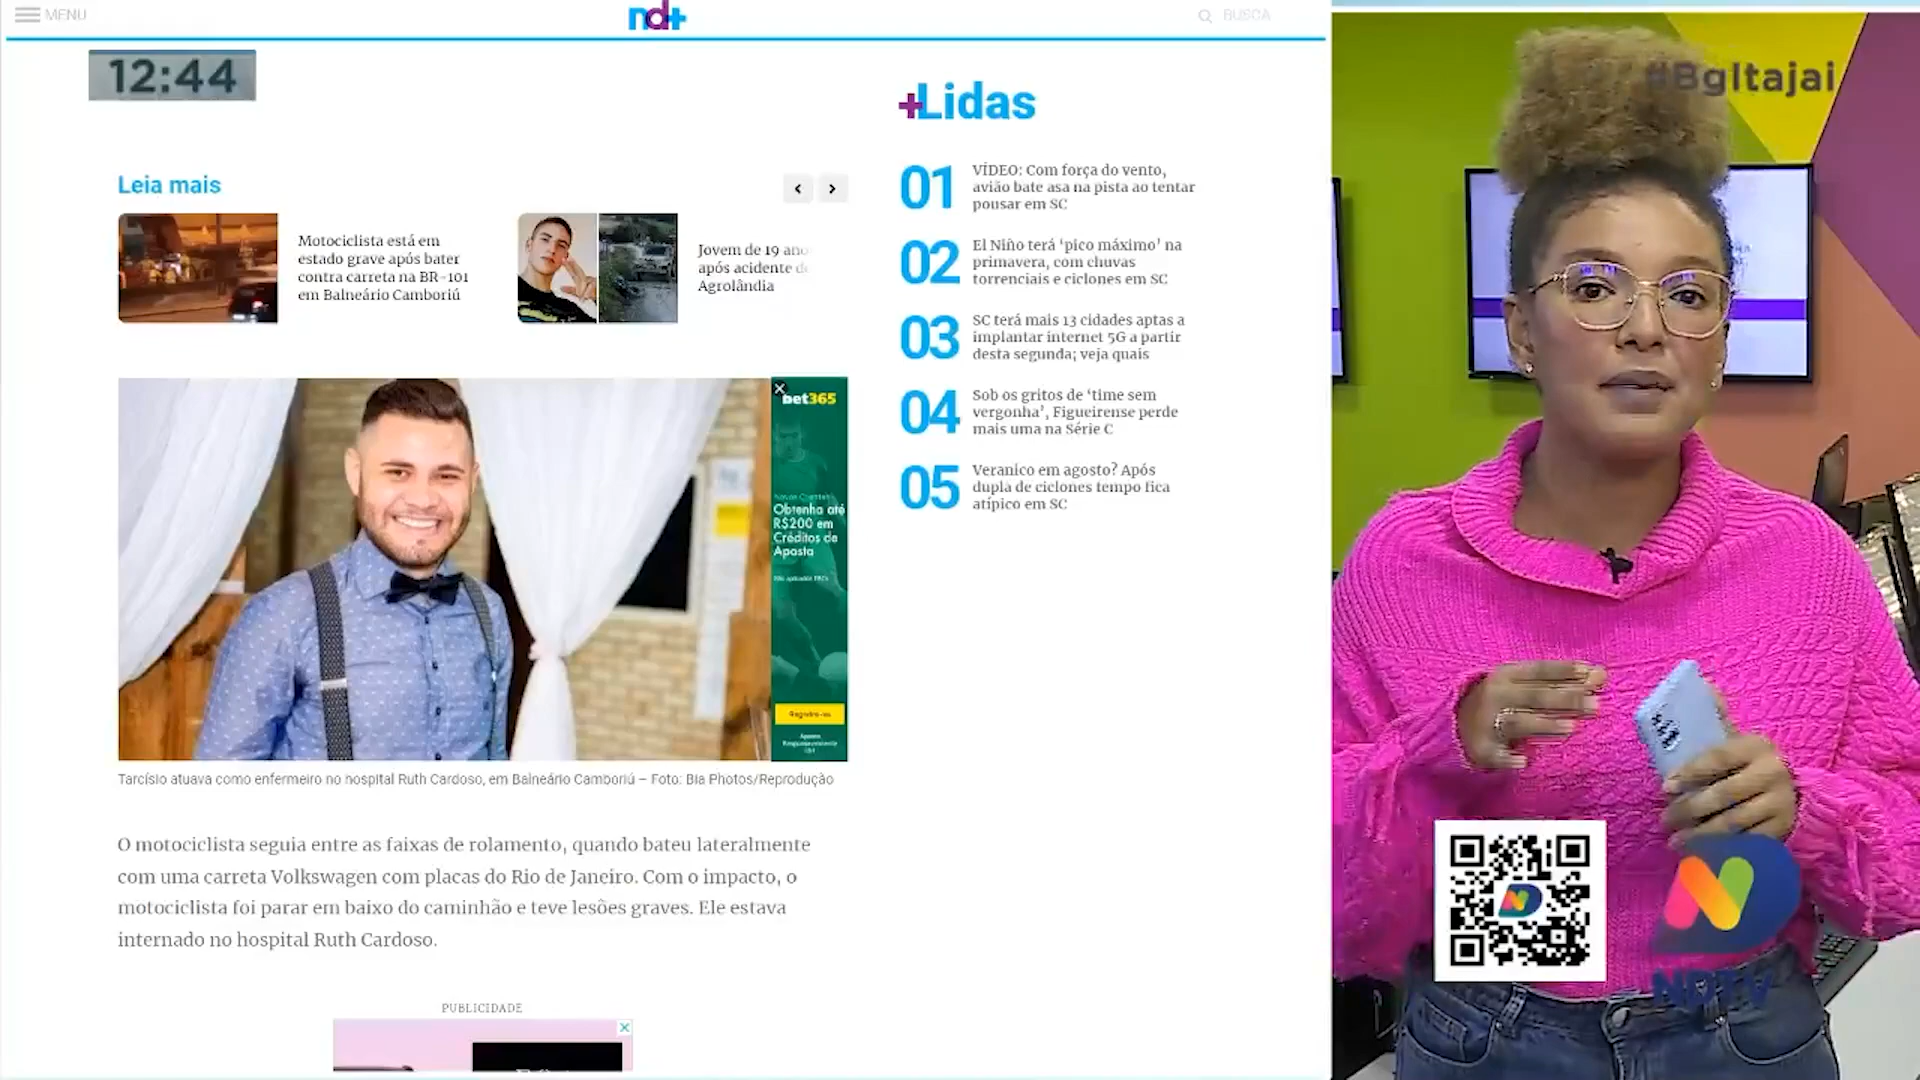 MENU
nd+
BUSCA
12:44
#BgItajai
+Lidas
Leia mais
Motociclista está em
estado grave após bater
contra carreta na BR-101
em Balneário Camboriú
Jovem de 19 ano
após acidente d
Agrolândia
01
VÍDEO: Com força do vento,
avião bate asa na pista ao tentar
pousar em SC
02
El Niño terá ‘pico máximo’ na
primavera, com chuvas
torrenciais e ciclones em SC
03
SC terá mais 13 cidades aptas a
implantar internet 5G a partir
desta segunda; veja quais
04
Sob os gritos de ‘time sem
vergonha’, Figueirense perde
mais uma na Série C
05
Veranico em agosto? Após
dupla de ciclones tempo fica
atípico em SC
bet365
Obtenha até
R$200 em
Créditos de
Aposta
Registre-se
Tarcísio atuava como enfermeiro no hospital Ruth Cardoso, em Balneário Camboriú – Foto: Bia Photos/Reprodução
O motociclista seguia entre as faixas de rolamento, quando bateu lateralmente
com uma carreta Volkswagen com placas do Rio de Janeiro. Com o impacto, o
motociclista foi parar em baixo do caminhão e teve lesões graves. Ele estava
internado no hospital Ruth Cardoso.
PUBLICIDADE
NDTV